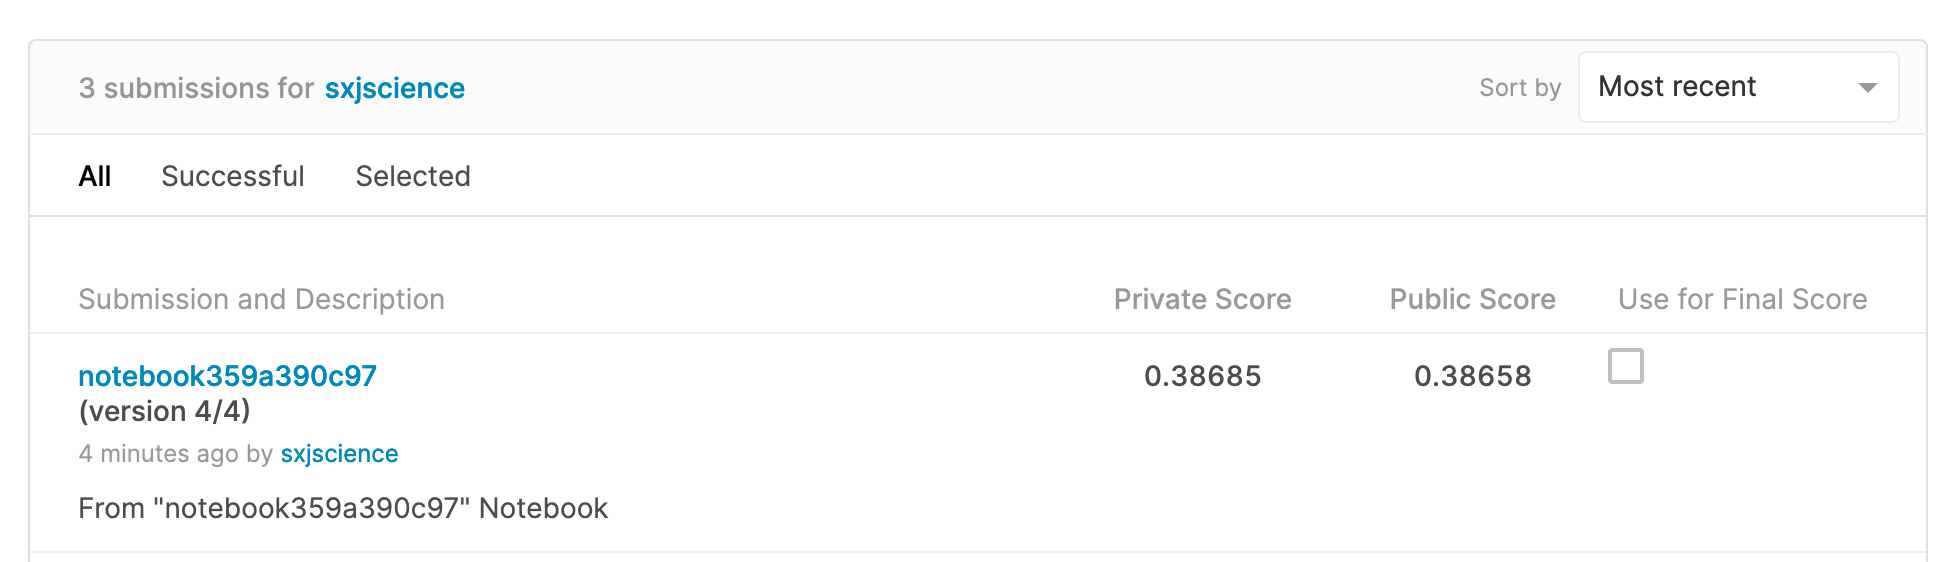 3 submissions for sxjscience
Sort by Most recent
All Successful Selected
Submission and Description Private Score Public Score Use for Final Score
notebook359a390c97 0.38685 0.38658
(version 4/4)
4 minutes ago by sxjscience
From "notebook359a390c97" Notebook